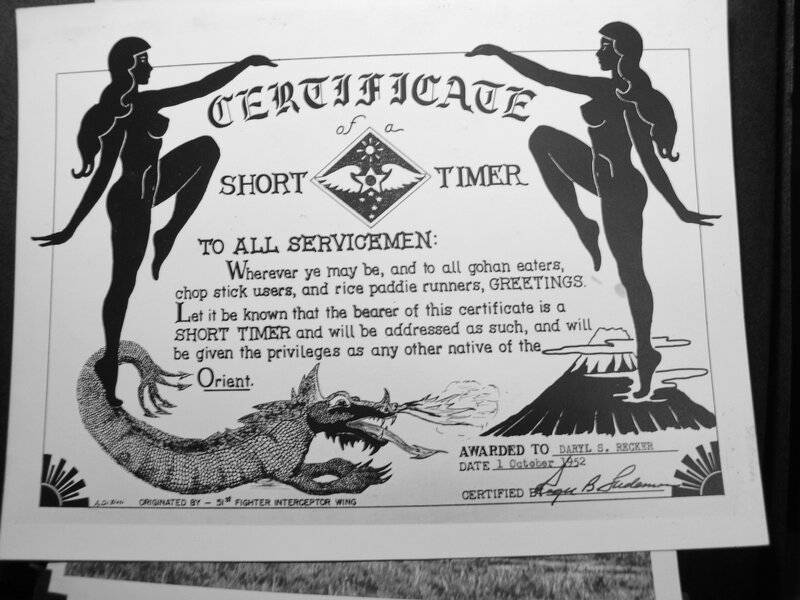 CERTIFICATE
of a
SHORT TIMER
TO ALL SERVICEMEN:
Wherever ye may be, and to all gohan eaters,
chop stick users, and rice paddie runners, GREETINGS.
Let it be known that the bearer of this certificate is a
SHORT TIMER and will be addressed as such, and will
be given the privileges as any other native of the
Orient.
AWARDED TO DARYL S. RECKER
DATE 1 October 1952
CERTIFIED BY
ORIGINATED BY - 51st FIGHTER INTERCEPTOR WING